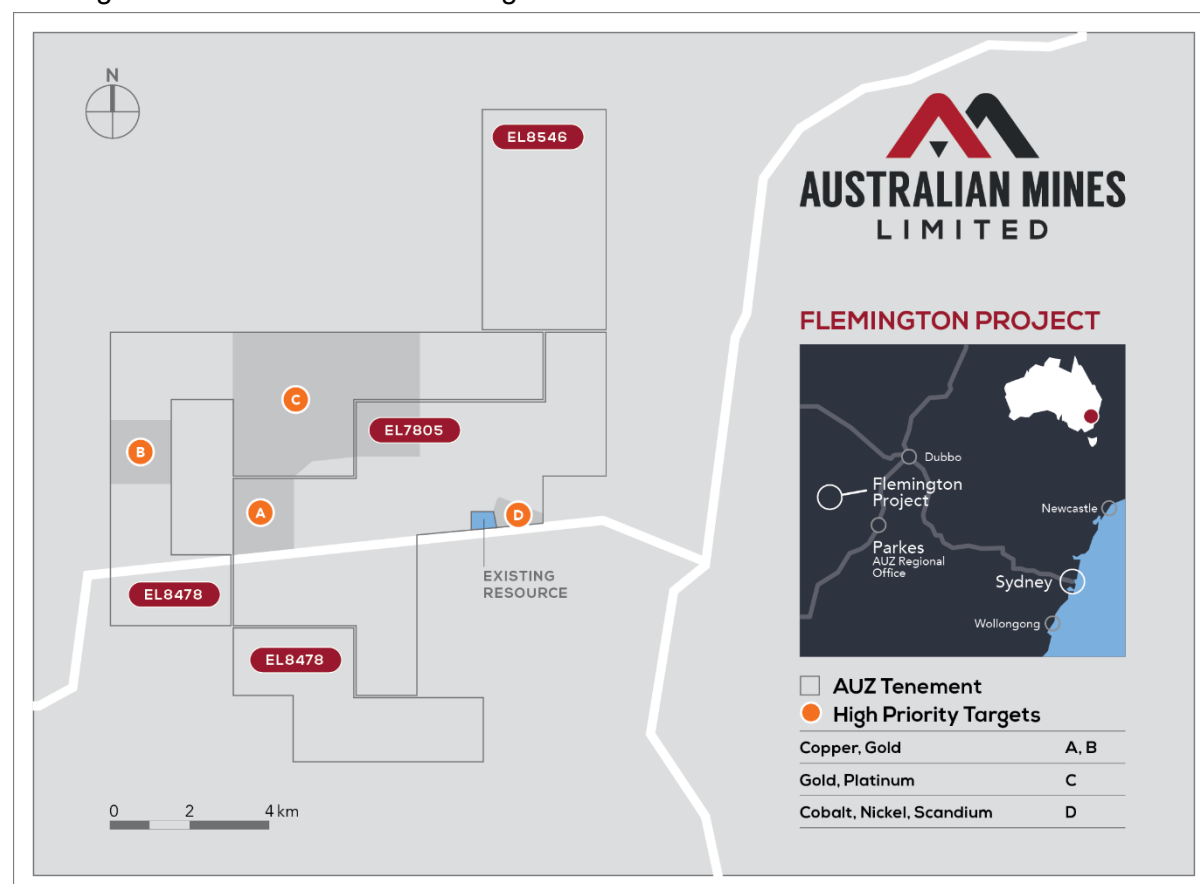 N
EL8546
AUSTRALIAN MINES
LIMITED
FLEMINGTON PROJECT
C
B
EL7805
A
D
EXISTING
RESOURCE
EL8478
EL8478
0 2 4 km
Dubbo
Flemington
Project
Newcastle
Parkes
AUZ Regional
Office
Sydney
Wollongong
AUZ Tenement
High Priority Targets
Copper, Gold A, B
Gold, Platinum C
Cobalt, Nickel, Scandium D